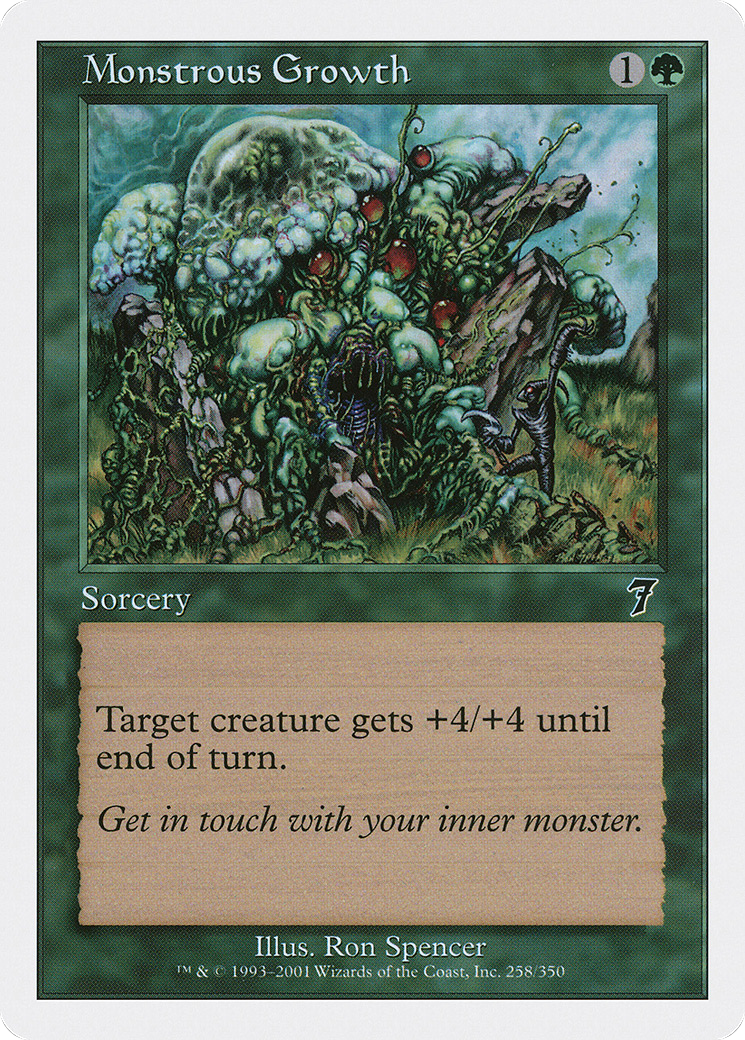 Monstrous Growth 1
Sorcery 7
Target creature gets +4/+4 until
end of turn.
Get in touch with your inner monster.
Illus. Ron Spencer
™ & © 1993–2001 Wizards of the Coast, Inc. 258/350